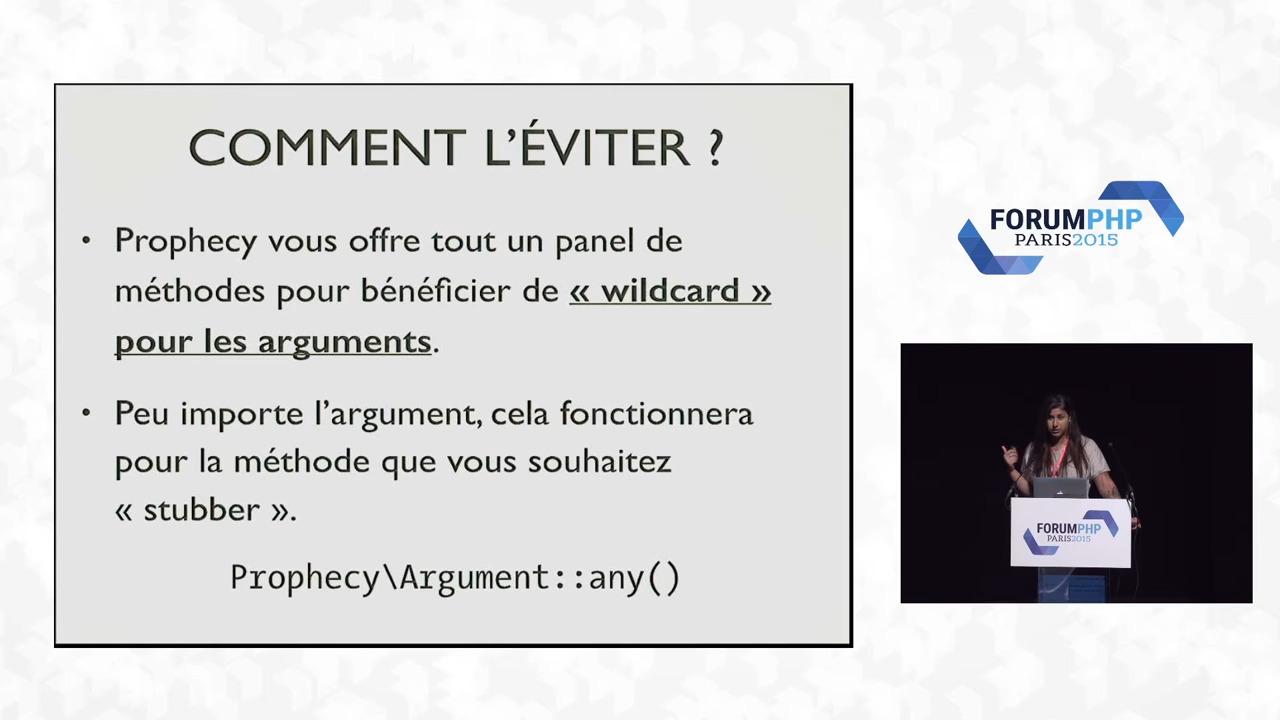 COMMENT L’ÉVITER ?
• Prophecy vous offre tout un panel de
méthodes pour bénéficier de « wildcard »
pour les arguments.
• Peu importe l’argument, cela fonctionnera
pour la méthode que vous souhaitez
« stubber ».
Prophecy\Argument::any()
FORUMPHP
PARIS2015
FORUMPHP
PARIS2015